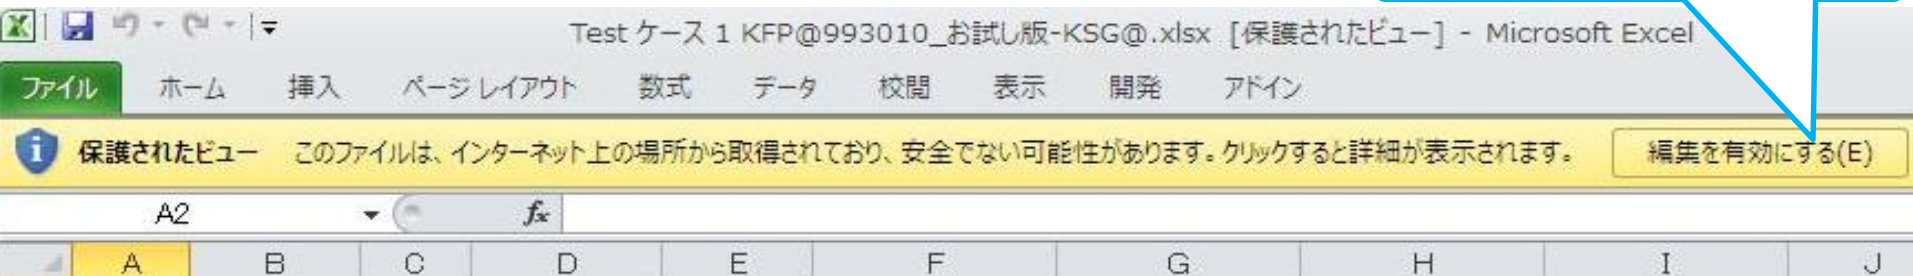 Test ケース 1 KFP@993010_お試し版-KSG@.xlsx [保護されたビュー] - Microsoft Excel
ファイル ホーム 挿入 ページ レイアウト 数式 データ 校閲 表示 開発 アドイン
保護されたビュー このファイルは、インターネット上の場所から取得されており、安全でない可能性があります。クリックすると詳細が表示されます。 編集を有効にする(E)
A2 fx
A B C D E F G H I J